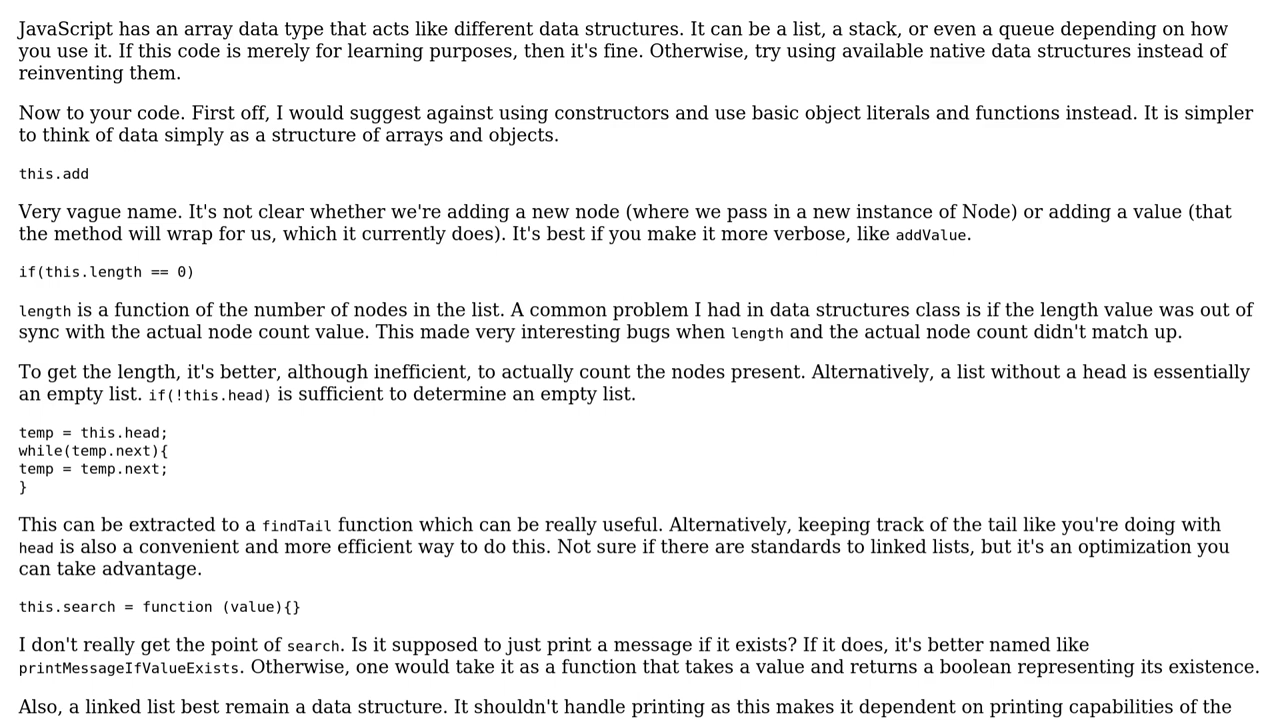 JavaScript has an array data type that acts like different data structures. It can be a list, a stack, or even a queue depending on how
you use it. If this code is merely for learning purposes, then it's fine. Otherwise, try using available native data structures instead of
reinventing them.
Now to your code. First off, I would suggest against using constructors and use basic object literals and functions instead. It is simpler
to think of data simply as a structure of arrays and objects.
this.add
Very vague name. It's not clear whether we're adding a new node (where we pass in a new instance of Node) or adding a value (that
the method will wrap for us, which it currently does). It's best if you make it more verbose, like addValue.
if(this.length == 0)
length is a function of the number of nodes in the list. A common problem I had in data structures class is if the length value was out of
sync with the actual node count value. This made very interesting bugs when length and the actual node count didn't match up.
To get the length, it's better, although inefficient, to actually count the nodes present. Alternatively, a list without a head is essentially
an empty list. if(!this.head) is sufficient to determine an empty list.
temp = this.head;
while(temp.next){
temp = temp.next;
}
This can be extracted to a findTail function which can be really useful. Alternatively, keeping track of the tail like you're doing with
head is also a convenient and more efficient way to do this. Not sure if there are standards to linked lists, but it's an optimization you
can take advantage.
this.search = function (value){}
I don't really get the point of search. Is it supposed to just print a message if it exists? If it does, it's better named like
printMessageIfValueExists. Otherwise, one would take it as a function that takes a value and returns a boolean representing its existence.
Also, a linked list best remain a data structure. It shouldn't handle printing as this makes it dependent on printing capabilities of the